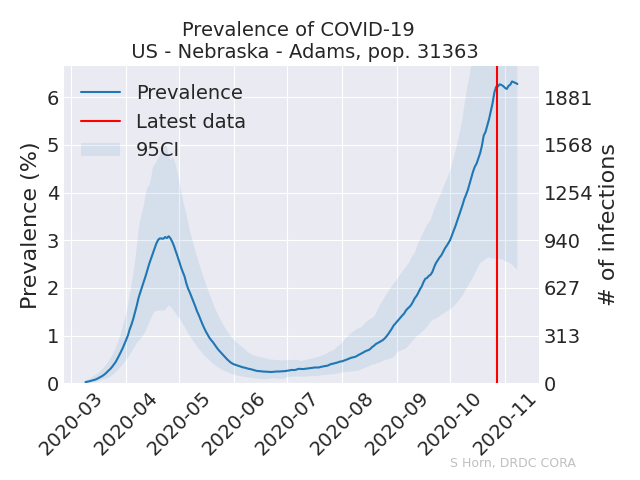 Prevalence of COVID-19
US - Nebraska - Adams, pop. 31363
Prevalence
Latest data
95CI
Prevalence (%)
6
5
4
3
2
1
0
1881
1568
1254
940
627
313
0
# of infections
2020-03
2020-04
2020-05
2020-06
2020-07
2020-08
2020-09
2020-10
2020-11
S Horn, DRDC CORA